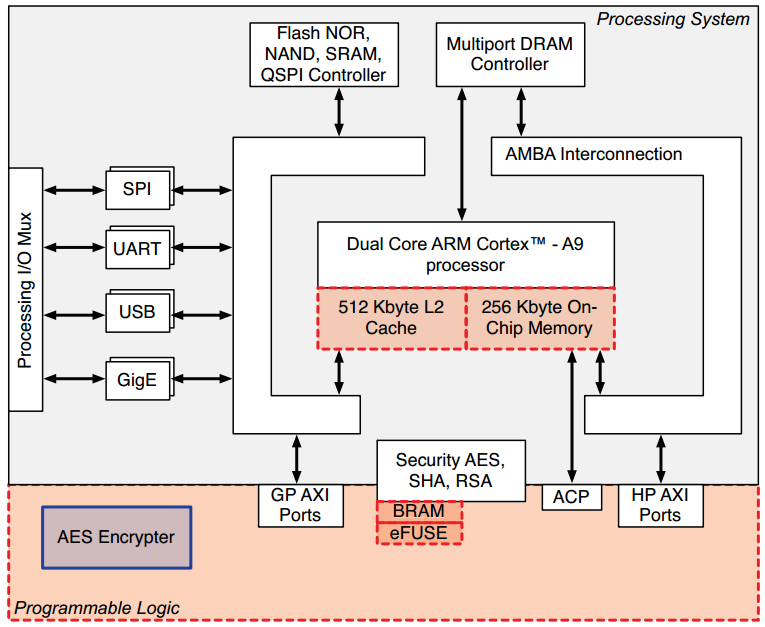 Processing System
Flash NOR,
NAND, SRAM,
QSPI Controller
Multiport DRAM
Controller
AMBA Interconnection
Processing I/O Mux
SPI
UART
USB
GigE
Dual Core ARM Cortex™ - A9
processor
512 Kbyte L2
Cache
256 Kbyte On-
Chip Memory
Security AES,
SHA, RSA
BRAM
eFUSE
GP AXI
Ports
ACP
HP AXI
Ports
AES Encrypter
Programmable Logic